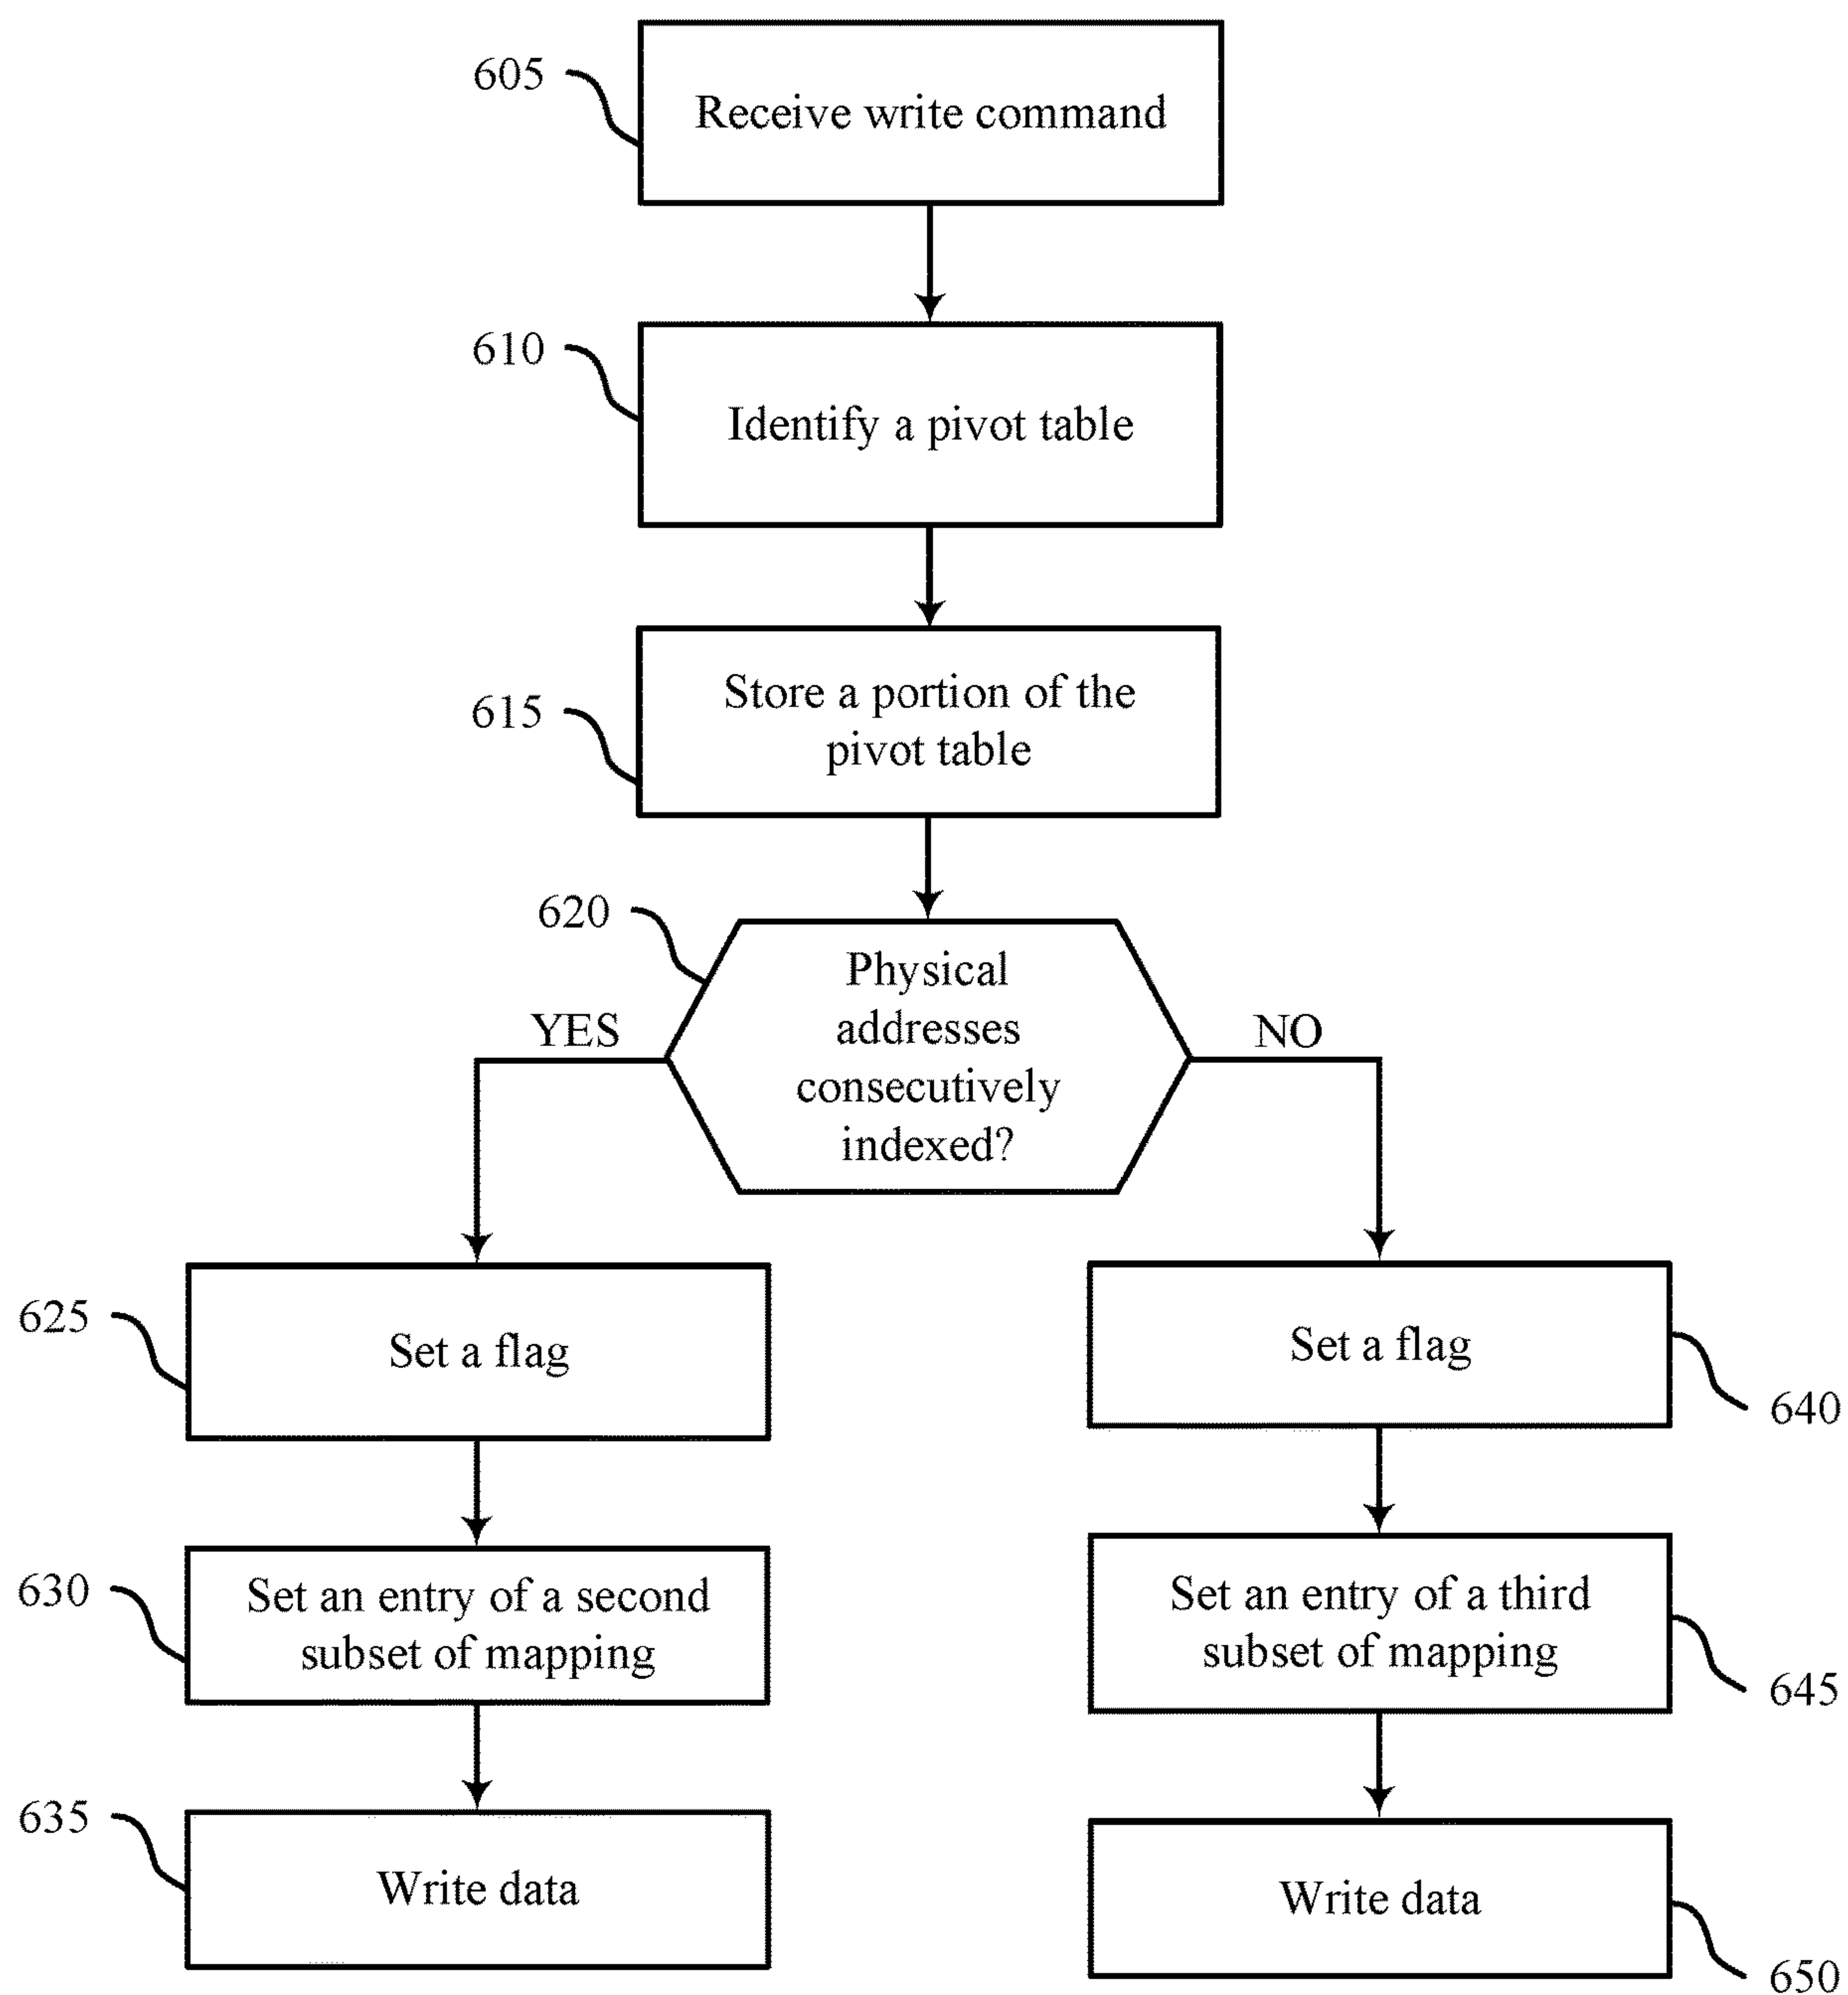 605
Receive write command
610
Identify a pivot table
615
Store a portion of the
pivot table
620
Physical
addresses
consecutively
indexed?
YES
NO
625
Set a flag
Set a flag
640
630
Set an entry of a second
subset of mapping
Set an entry of a third
subset of mapping
645
635
Write data
Write data
650